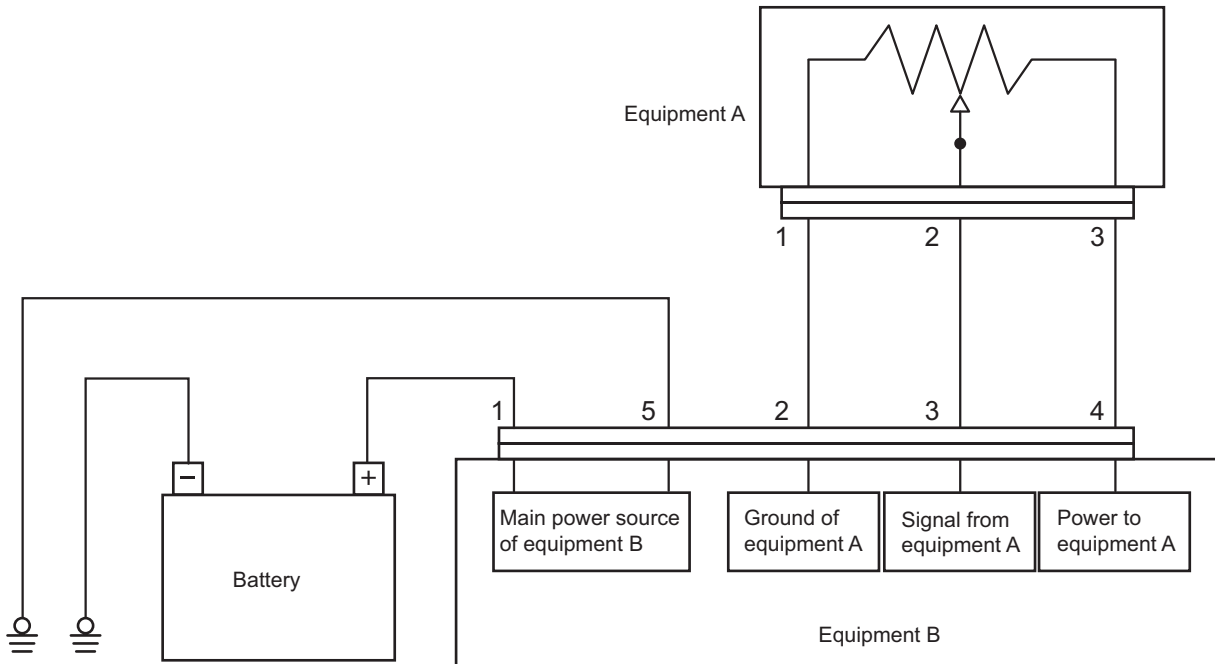 Equipment A
1
2
3
1
5
2
3
4
−
+
Main power source
of equipment B
Ground of
equipment A
Signal from
equipment A
Power to
equipment A
Battery
Equipment B